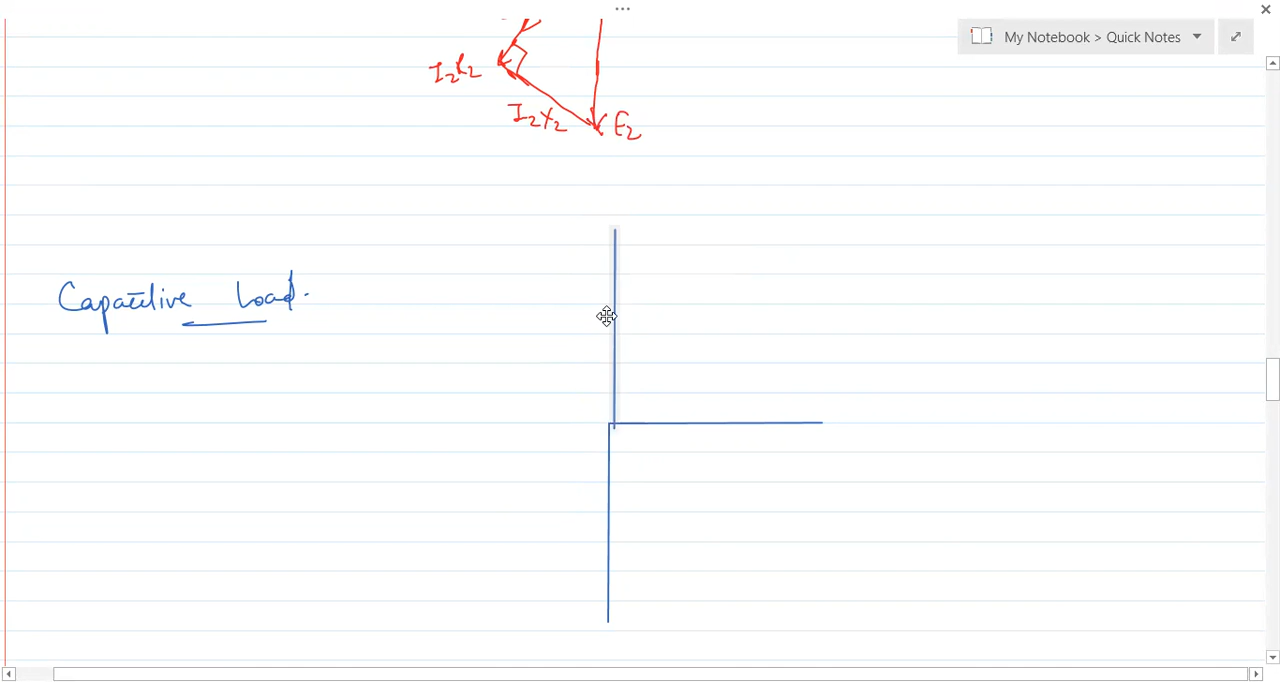 My Notebook > Quick Notes
I₂R₂
I₂X₂
E₂
Capacitive Load.